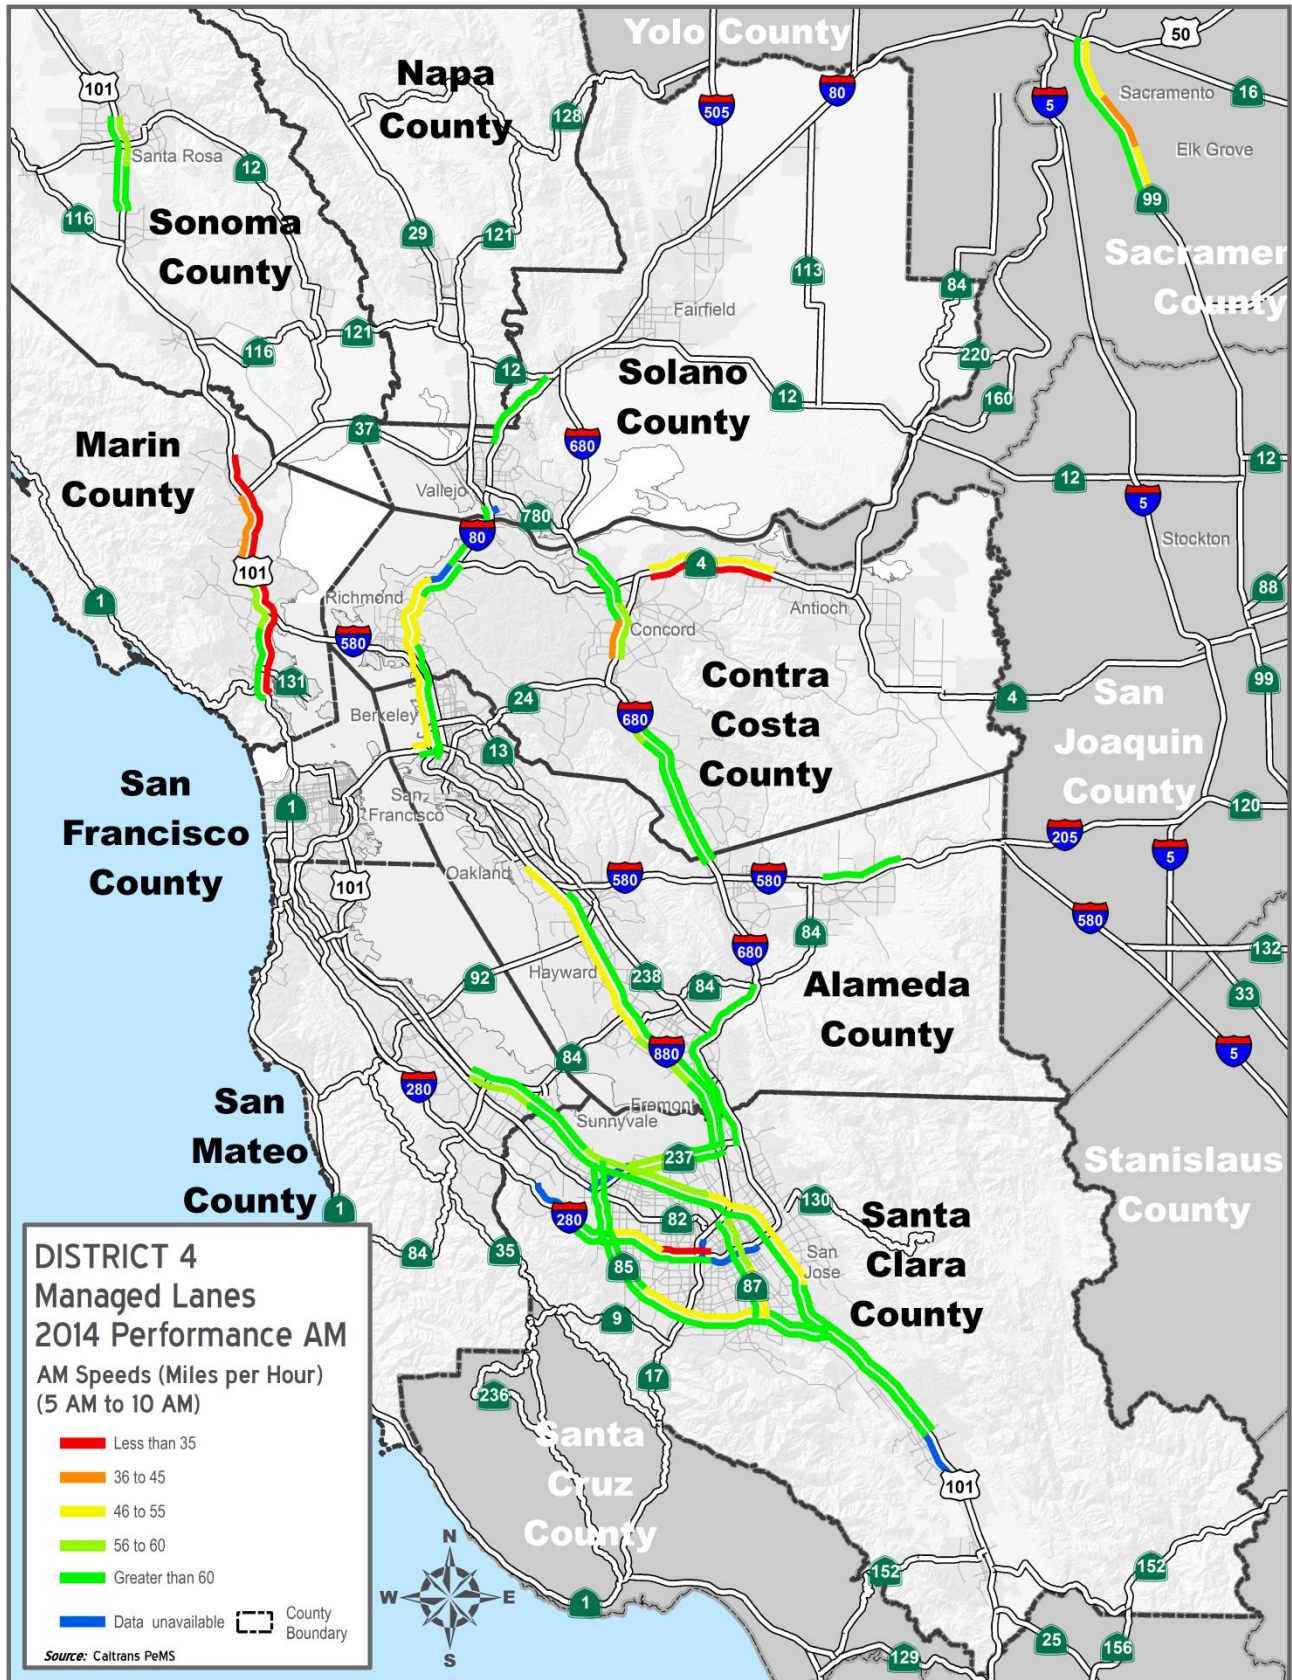 Yolo County
50
80
Napa
County
101
505
5
Sacramento
16
128
Santa Rosa
12
Elk Grove
99
116
Sonoma
County
29
121
Sacramen
County
113
84
Fairfield
116
121
12
Solano
County
220
12
160
37
680
Marin
County
12
12
Vallejo
5
80
780
Stockton
4
101
88
1
Richmond
Antioch
580
Concord
Contra
Costa
County
131
24
4
99
San
Joaquin
County
Berkeley
680
13
San
Francisco
County
1
San
Francisco
120
205
5
101
Oakland
580
580
580
84
680
132
92
Hayward
238
84
Alameda
County
33
84
880
5
280
San
Mateo
County
Fremont
Sunnyvale
237
Stanislaus
County
130
1
280
82
Santa
Clara
County
84
35
85
San
Jose
87
9
17
236
Santa
Cruz
County
101
152
152
1
25
156
129
N
W
E
S
DISTRICT 4
Managed Lanes
2014 Performance AM
AM Speeds (Miles per Hour)
(5 AM to 10 AM)
Less than 35
36 to 45
46 to 55
56 to 60
Greater than 60
Data unavailable
County
Boundary
Source: Caltrans PeMS